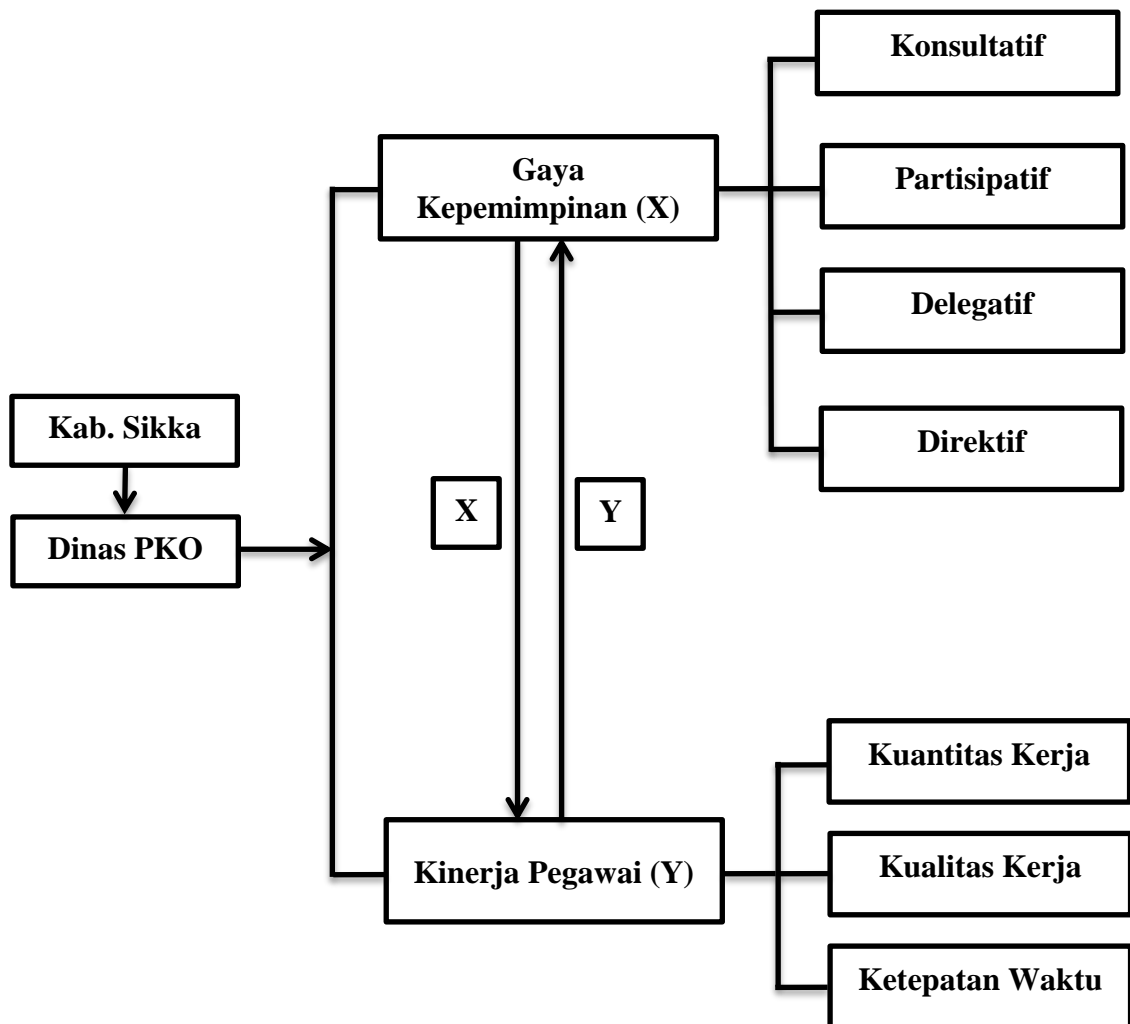 Konsultatif
Gaya
Kepemimpinan (X)
Partisipatif
Delegatif
Kab. Sikka
Direktif
X
Y
Dinas PKO
Kuantitas Kerja
Kinerja Pegawai (Y)
Kualitas Kerja
Ketepatan Waktu